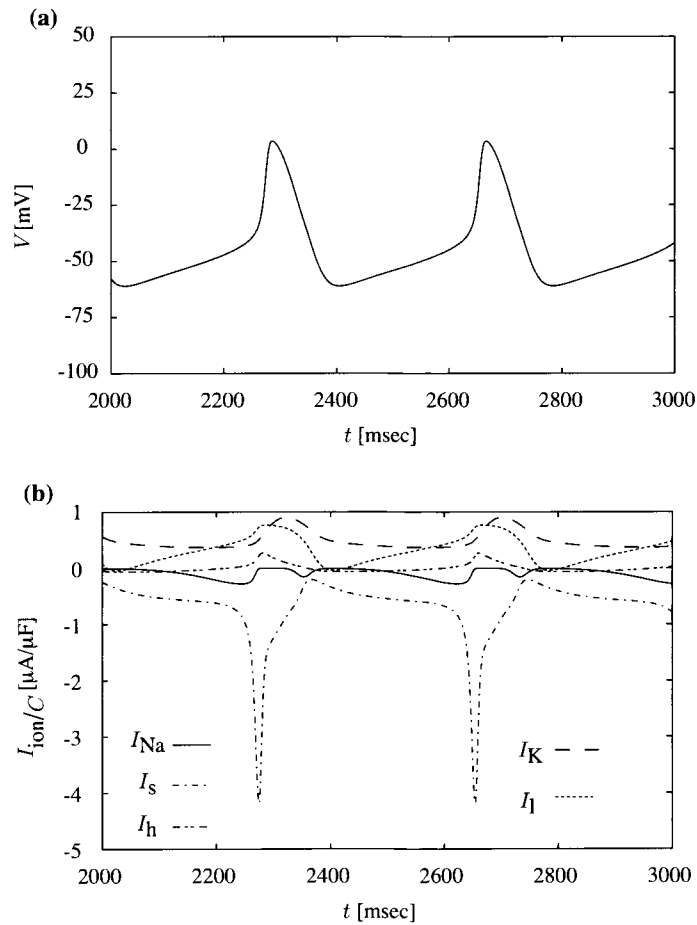 (a)
50
25
0
-25
-50
-75
-100
V [mV]
2000 2200 2400 2600 2800 3000
t [msec]
(b)
1
0
-1
-2
-3
-4
-5
I_ion/C [μA/μF]
I_Na
I_s
I_h
I_K
I_l
2000 2200 2400 2600 2800 3000
t [msec]